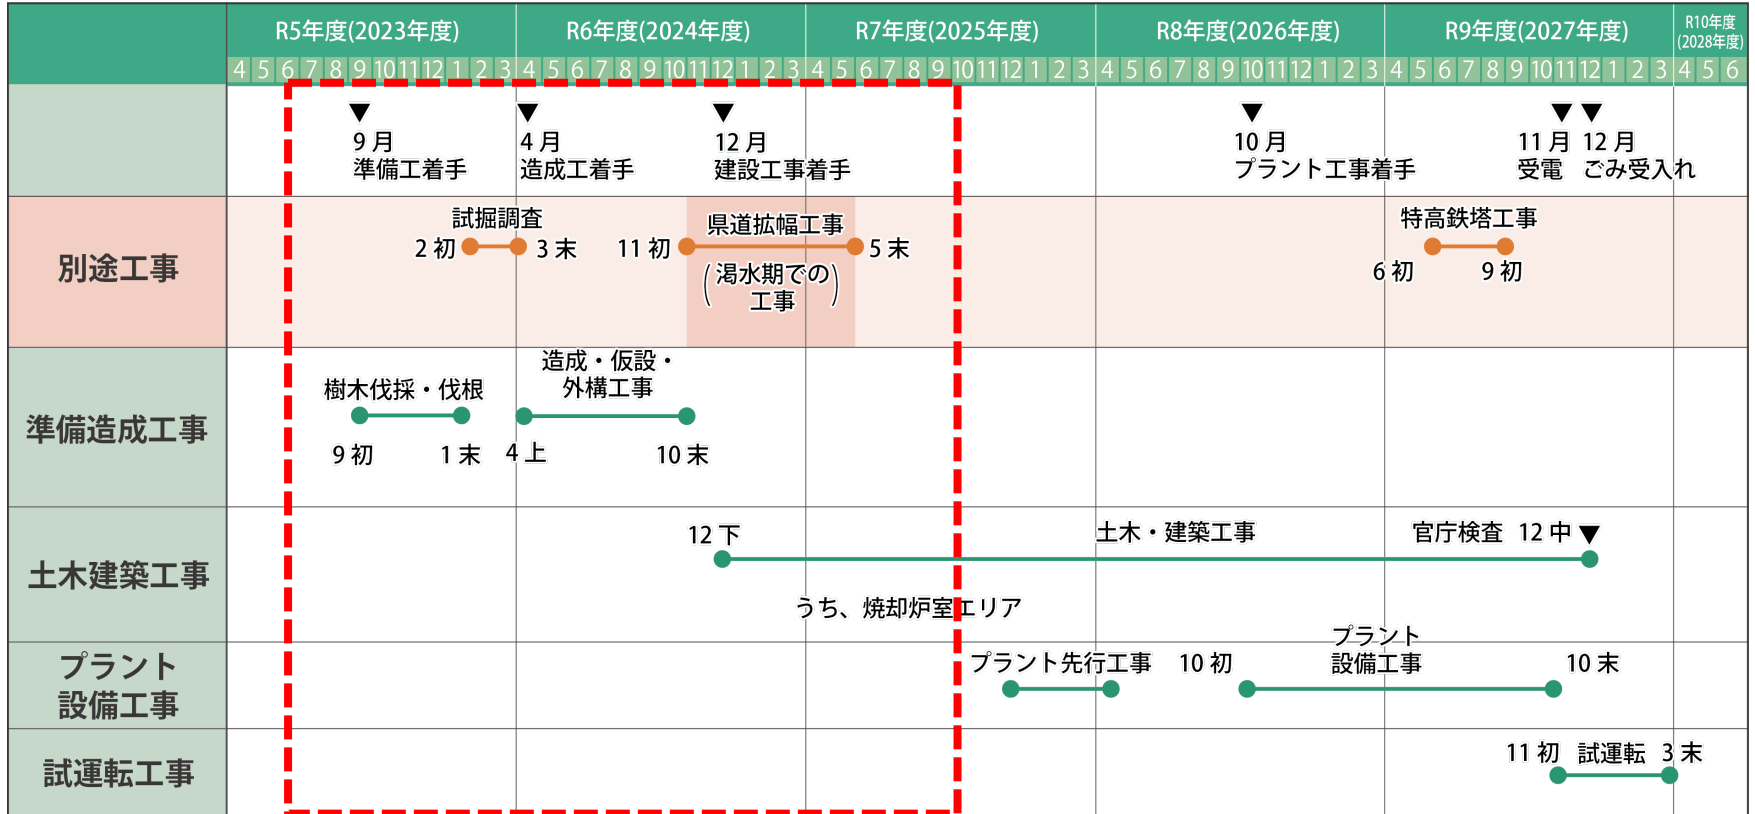 R5年度(2023年度) R6年度(2024年度) R7年度(2025年度) R8年度(2026年度) R9年度(2027年度) R10年度
(2028年度)
4 5 6 7 8 9 10 11 12 1 2 3 4 5 6 7 8 9 10 11 12 1 2 3 4 5 6 7 8 9 10 11 12 1 2 3 4 5 6 7 8 9 10 11 12 1 2 3 4 5 6 7 8 9 10 11 12 1 2 3 4 5 6
▼ ▼ ▼ ▼ ▼ ▼
9月 4月 12月 10月 11月 12月
準備工着手 造成工着手 建設工事着手 プラント工事着手 受電 ごみ受入れ
別途工事
試掘調査
2初 3末
県道拡幅工事
11初 5末
(渇水期での
工事)
特高鉄塔工事
6初 9初
準備造成工事
樹木伐採・伐根
9初 1末
造成・仮設・
外構工事
4上 10末
土木建築工事
12下 土木・建築工事 官庁検査 12中▼
うち、焼却炉室エリア
プラント
設備工事
プラント先行工事
プラント
設備工事
10初 10末
試運転工事
11初 試運転 3末